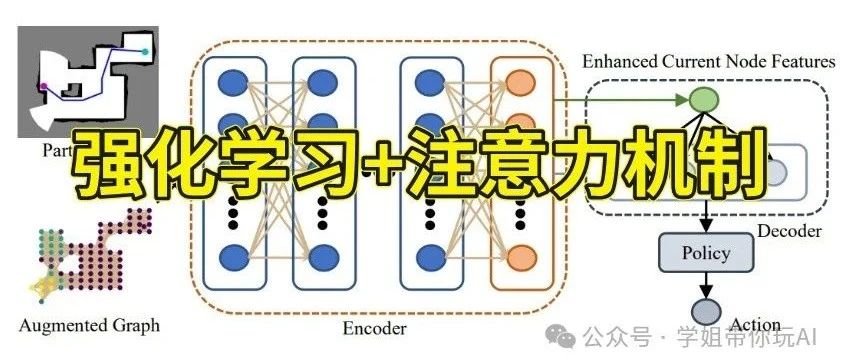 Enhanced Current Node Features
Part
强化学习+注意力机制
Decoder
Policy
Augmented Graph
Encoder
Action
公众号 · 学姐带你玩AI